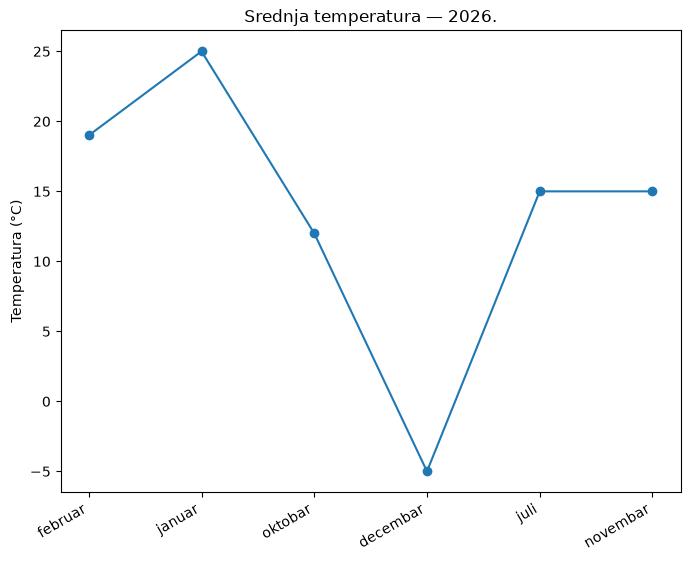 Srednja temperatura — 2026.
Temperatura (°C)
25
20
15
10
5
0
−5
februar
januar
oktobar
decembar
juli
novembar